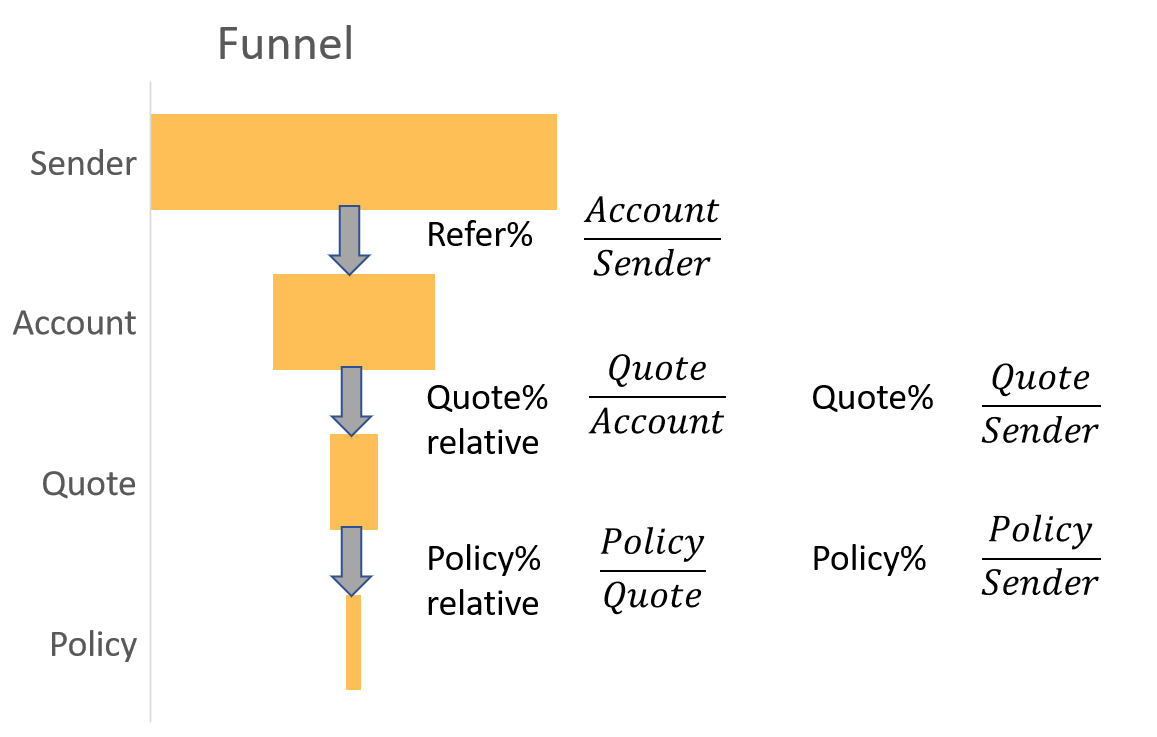 Funnel
Sender
Refer%
Account
Sender
Account
Quote%
relative
Quote
Account
Quote%
Quote
Sender
Quote
Policy%
relative
Policy
Quote
Policy%
Policy
Sender
Policy